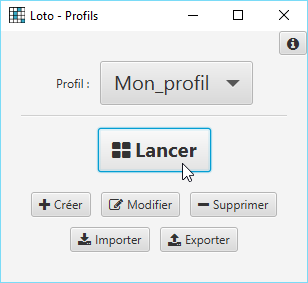 Loto - Profils
Profil :
Mon_profil
Lancer
Créer
Modifier
Supprimer
Importer
Exporter